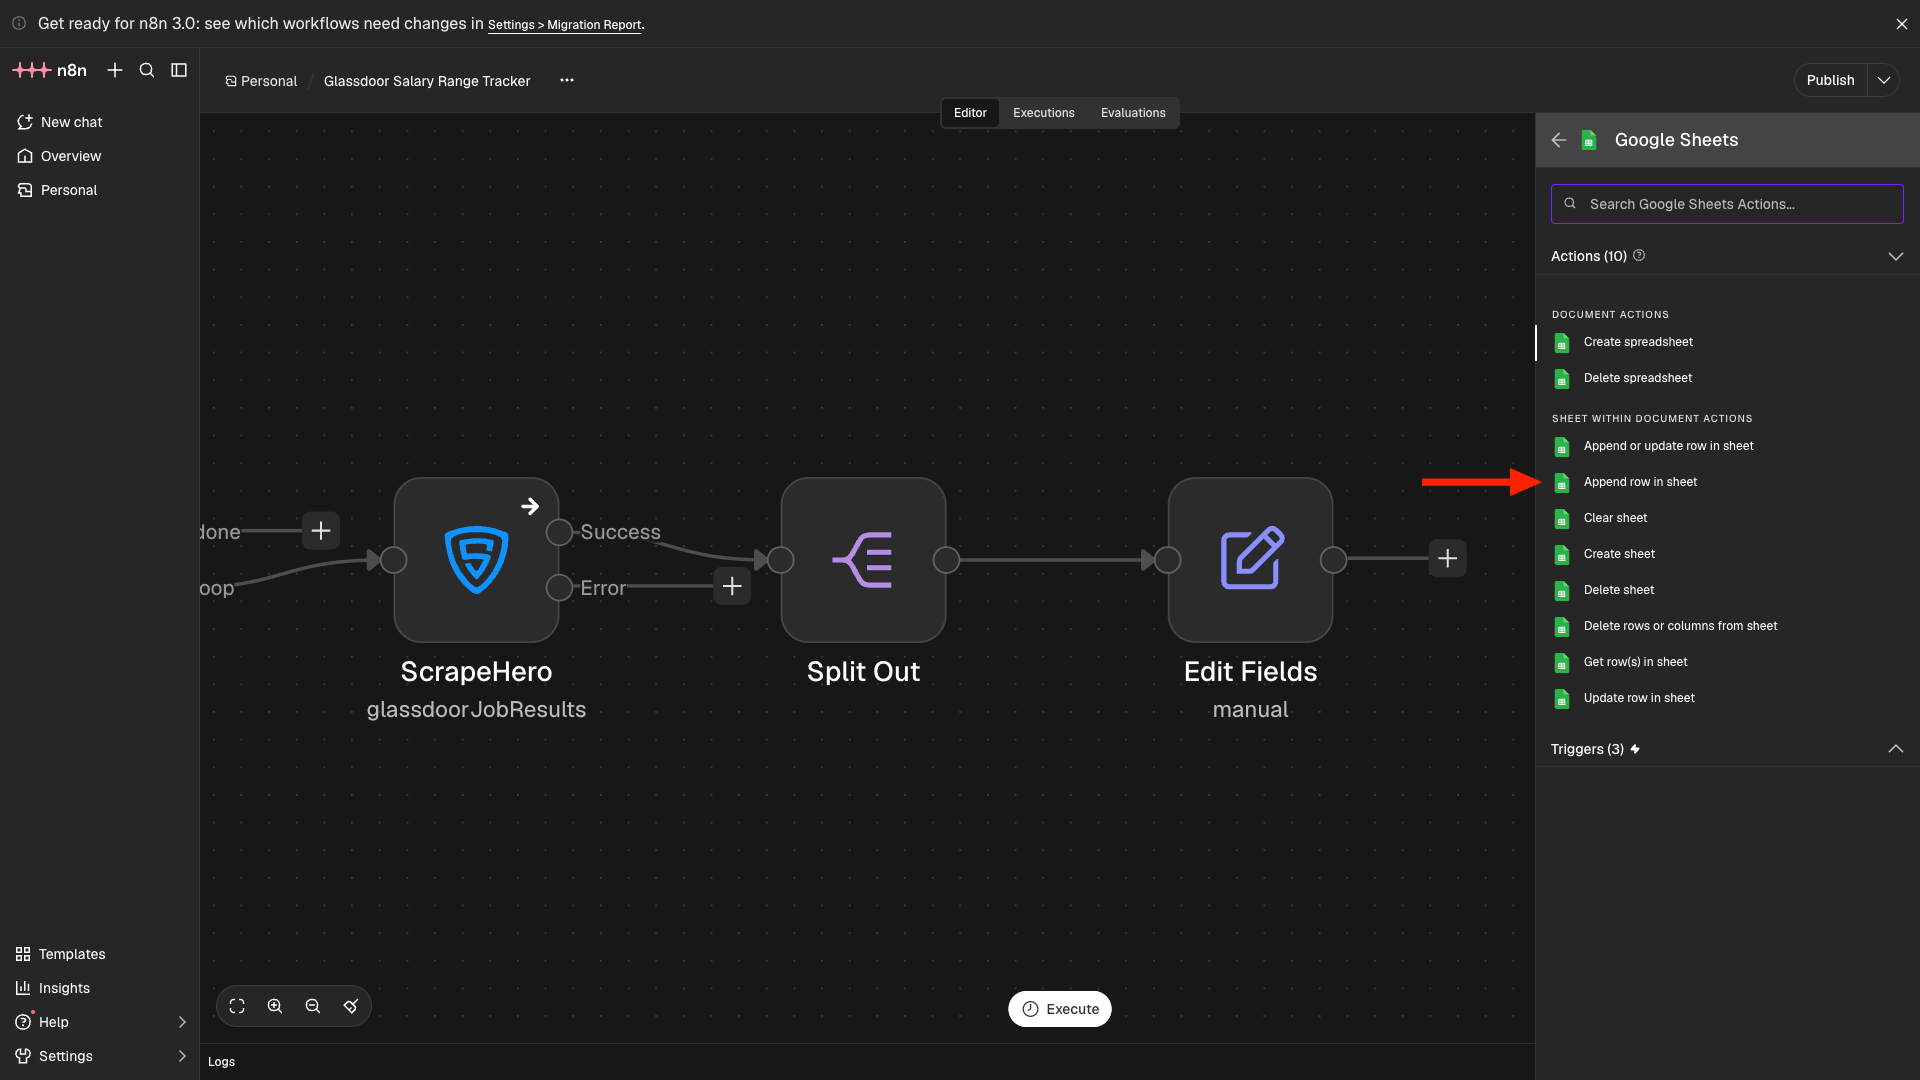 Get ready for n8n 3.0: see which workflows need changes in Settings > Migration Report.
n8n
Personal / Glassdoor Salary Range Tracker
Publish
Editor Executions Evaluations
New chat
Overview
Personal
Google Sheets
Search Google Sheets Actions...
Actions (10)
DOCUMENT ACTIONS
Create spreadsheet
Delete spreadsheet
SHEET WITHIN DOCUMENT ACTIONS
Append or update row in sheet
Append row in sheet
Clear sheet
Create sheet
Delete sheet
Delete rows or columns from sheet
Get row(s) in sheet
Update row in sheet
Triggers (3)
done
oop
Success
Error
ScrapeHero
glassdoorJobResults
Split Out
Edit Fields
manual
Templates
Insights
Help
Settings
Execute
Logs